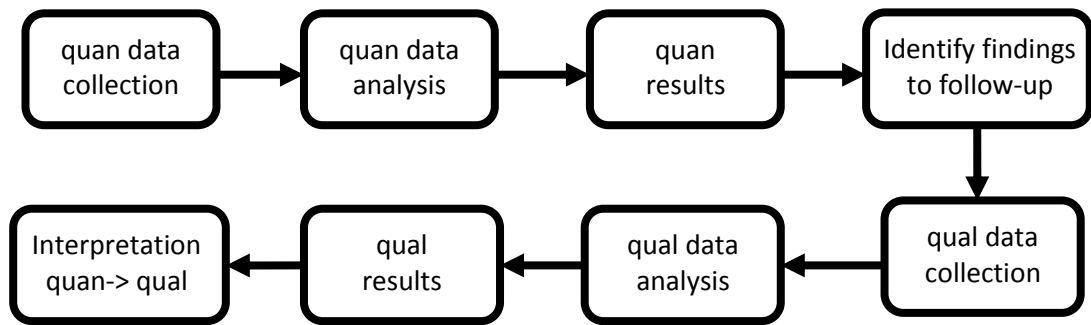 quan data
collection
quan data
analysis
quan
results
Identify findings
to follow-up
qual data
collection
qual data
analysis
qual
results
Interpretation
quan-> qual